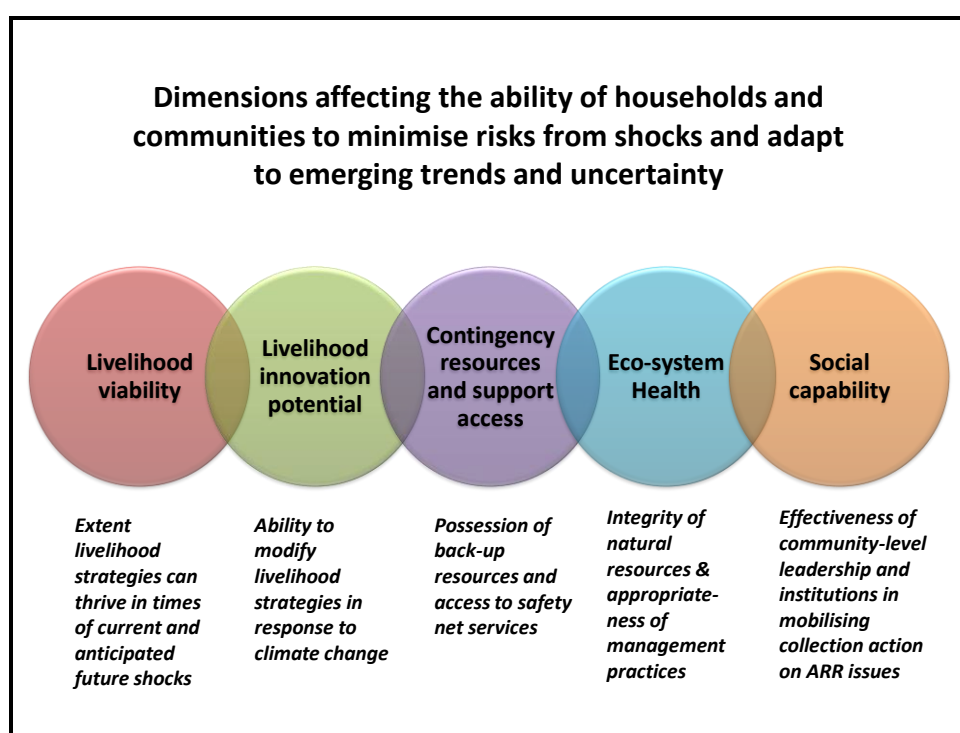 Dimensions affecting the ability of households and
communities to minimise risks from shocks and adapt
to emerging trends and uncertainty
Livelihood
viability
Livelihood
innovation
potential
Contingency
resources
and support
access
Eco-system
Health
Social
capability
Extent
livelihood
strategies can
thrive in times
of current and
anticipated
future shocks
Ability to
modify
livelihood
strategies in
response to
climate change
Possession of
back-up
resources and
access to safety
net services
Integrity of
natural
resources &
appropriate-
ness of
management
practices
Effectiveness of
community-level
leadership and
institutions in
mobilising
collection action
on ARR issues